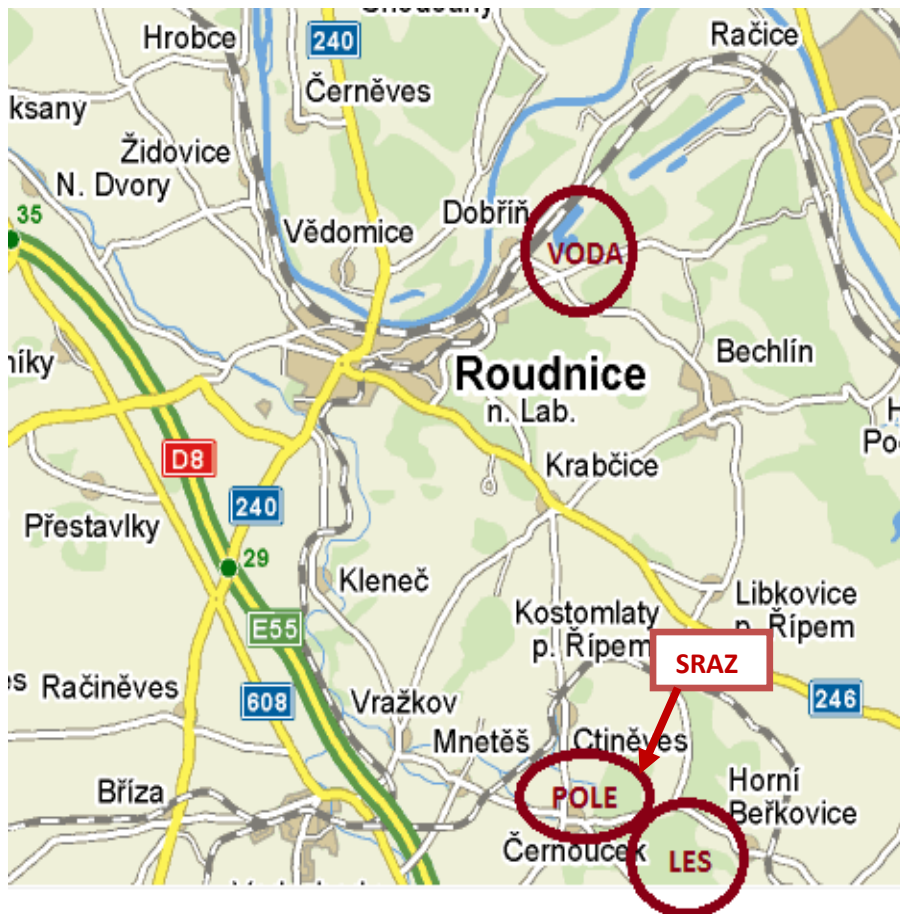 Hrobce
240
Račice
ksany
Černěves
Židovice
N. Dvory
35
Vědomice
Dobříň
VODA
níky
Roudnice
n. Lab.
Bechlín
D8
Krabčice
240
Přestavlky
29
Kleneč
Libkovice
p. Řípem
Kostomlaty
p. Řípem
E55
SRAZ
Račiněves
608
Vražkov
246
Mnetěš
Ctiněves
Bříza
POLE
Horní
Beřkovice
Černouček
LES